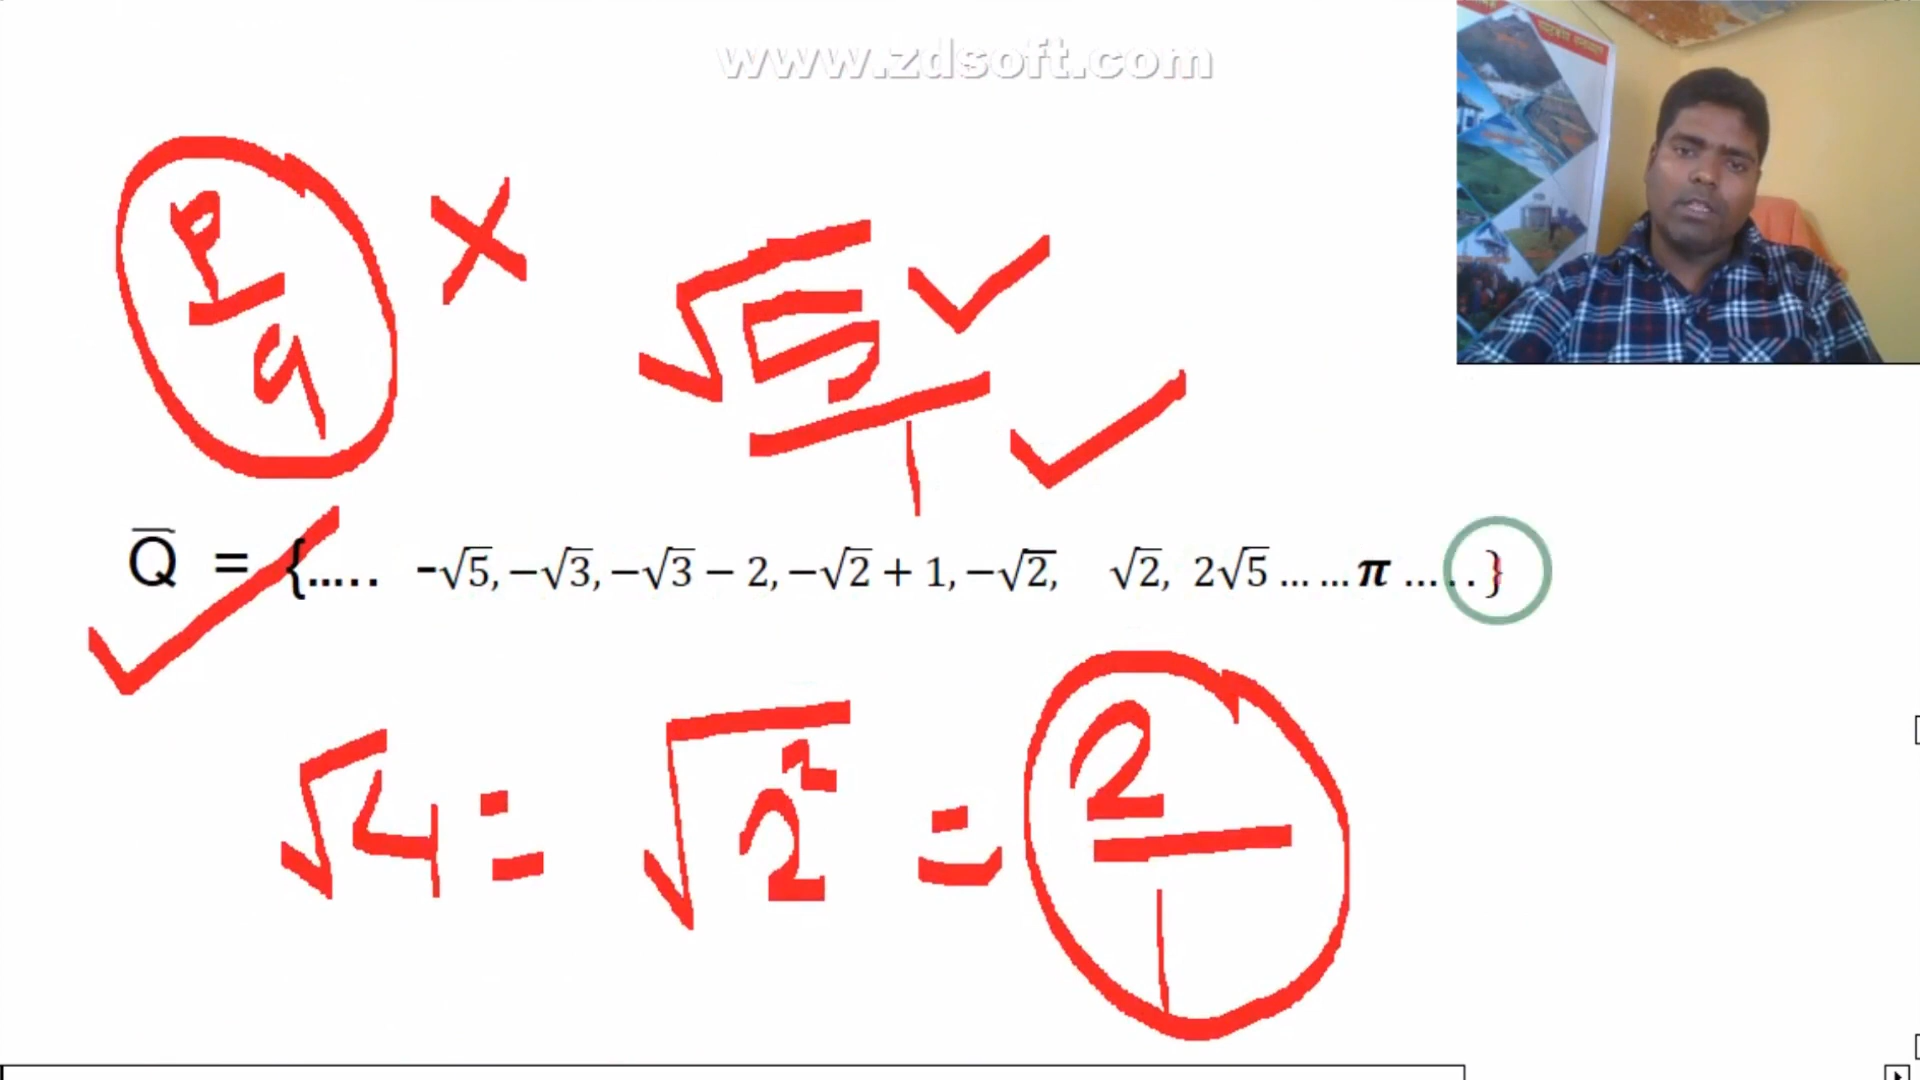 www.zdsoft.com
p/q ×
√5/1
Q̅ = {..... -√5, −√3, −√3 − 2, −√2 + 1, −√2, √2, 2√5 ... ... π ..... }
√4 = √2² = 2/1